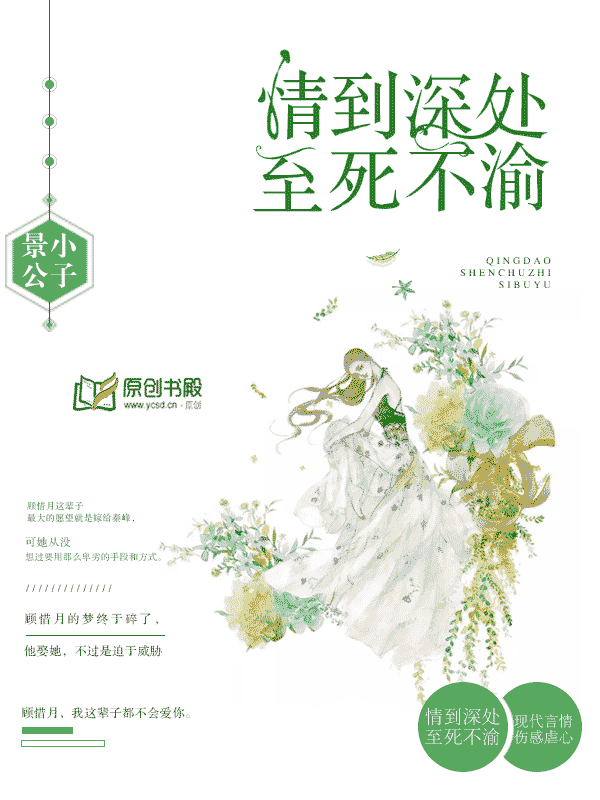 情到深处
至死不渝
QINGDAO
SHENCHUZHI
SIBUYU
景小
公子
原创书殿
www.ycsd.cn · 原创
顾惜月这辈子
最大的愿望就是嫁给秦峰，
可她从没
想过要用那么卑劣的手段和方式。
//////////////
顾惜月的梦终于碎了，
他娶她，不过是迫于威胁
顾惜月，我这辈子都不会爱你。
情到深处
至死不渝
现代言情
伤感虐心